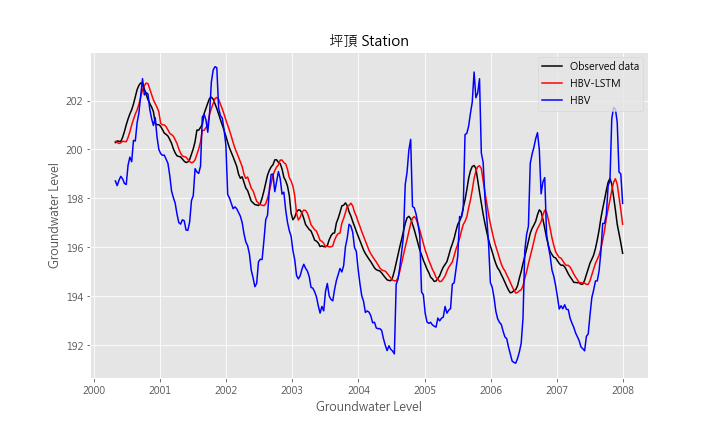 坪頂 Station
Observed data
HBV-LSTM
HBV
Groundwater Level
202
200
198
196
194
192
2000
2001
2002
2003
2004
2005
2006
2007
2008
Groundwater Level